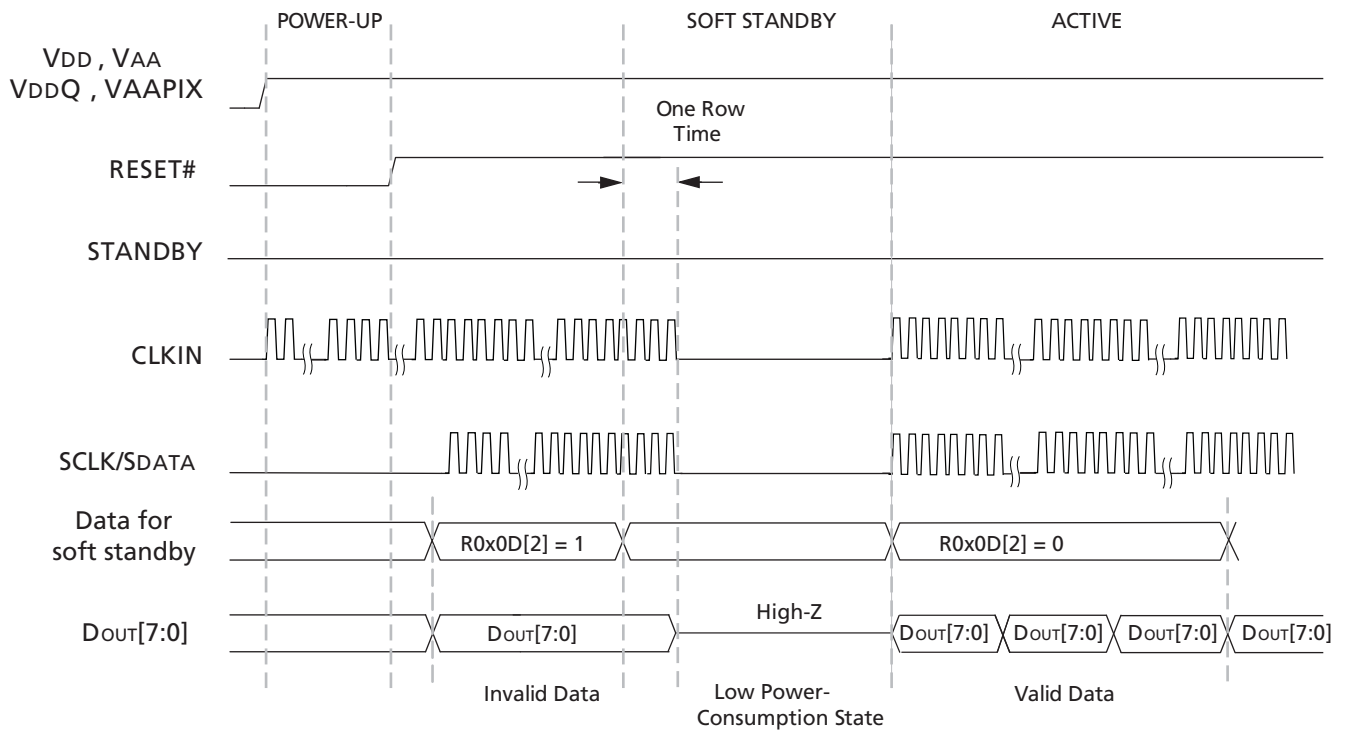 POWER-UP
SOFT STANDBY
ACTIVE
VDD , VAA
VDDQ , VAAPIX
One Row
Time
RESET#
STANDBY
CLKIN
SCLK/SDATA
Data for
soft standby
R0x0D[2] = 1
R0x0D[2] = 0
DOUT[7:0]
DOUT[7:0]
High-Z
DOUT[7:0]
DOUT[7:0]
DOUT[7:0]
DOUT[7:0]
Invalid Data
Low Power-
Consumption State
Valid Data